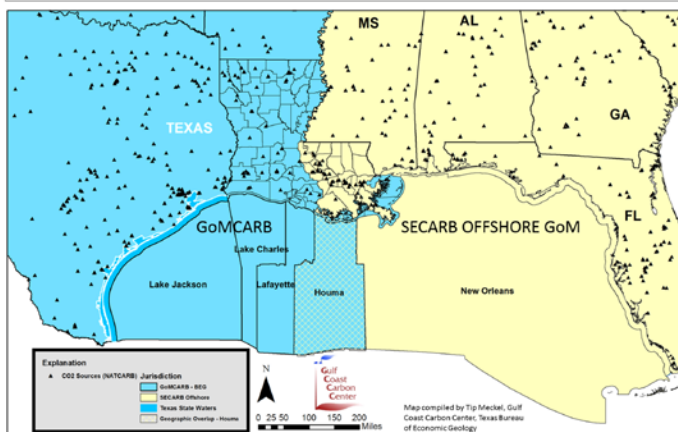 MS
AL
GA
TEXAS
FL
GoMCARB
SECARB OFFSHORE GoM
Lake Charles
Lake Jackson
Lafayette
Houma
New Orleans
Explanation
CO2 Sources (NATCARB)
Jurisdiction
GoMCARB - BEG
SECARB Offshore
Texas State Waters
Geographic Overlap - Houma
N
Gulf
Coast
Carbon
Center
0 25 50 100 150 200
Miles
Map compiled by Tip Meckel, Gulf
Coast Carbon Center, Texas Bureau
of Economic Geology